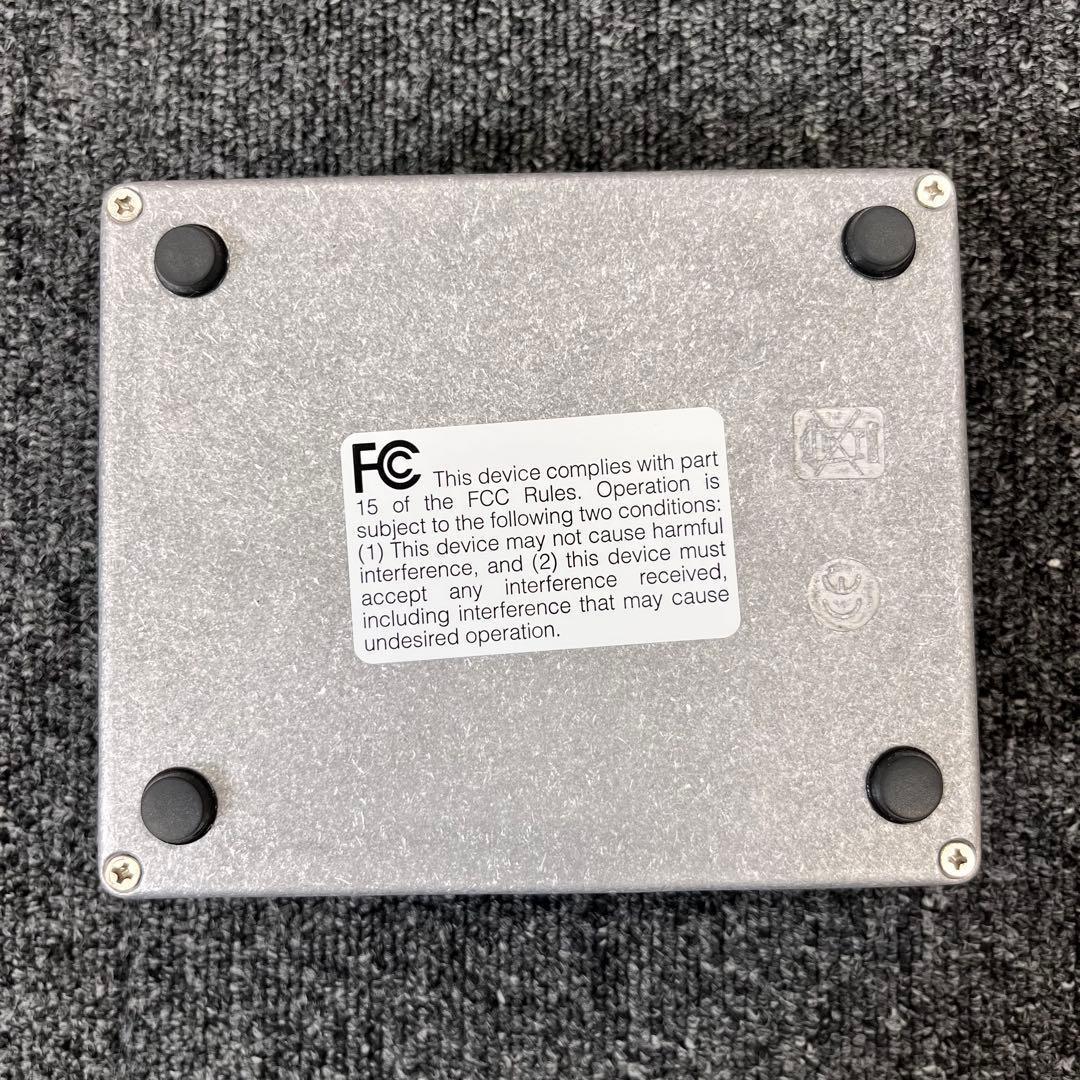 FC This device complies with part
15 of the FCC Rules. Operation is
subject to the following two conditions:
(1) This device may not cause harmful
interference, and (2) this device must
accept any interference received,
including interference that may cause
undesired operation.